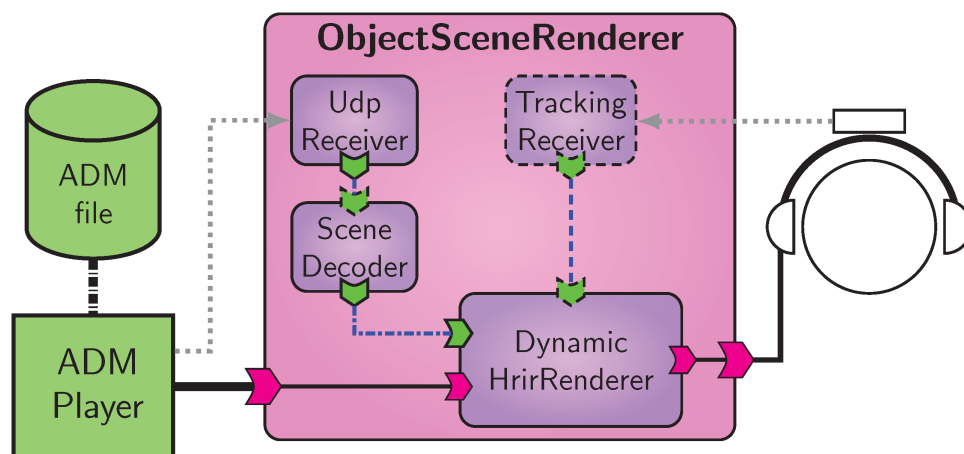 ObjectSceneRenderer
Udp
Receiver
Tracking
Receiver
ADM
file
Scene
Decoder
ADM
Player
Dynamic
HrirRenderer